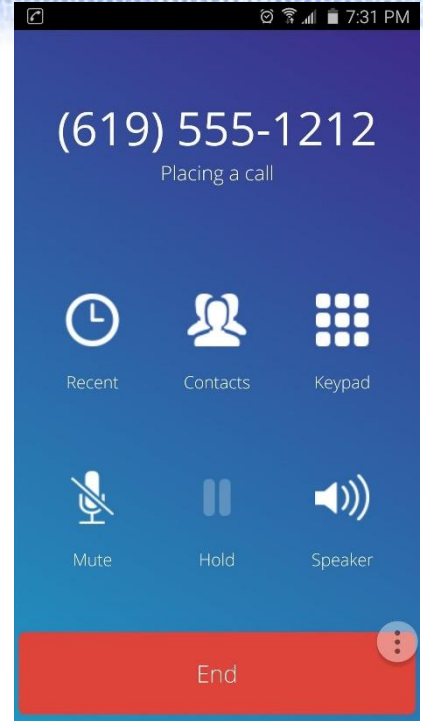 7:31 PM
(619) 555-1212
Placing a call
Recent Contacts Keypad
Mute Hold Speaker
End